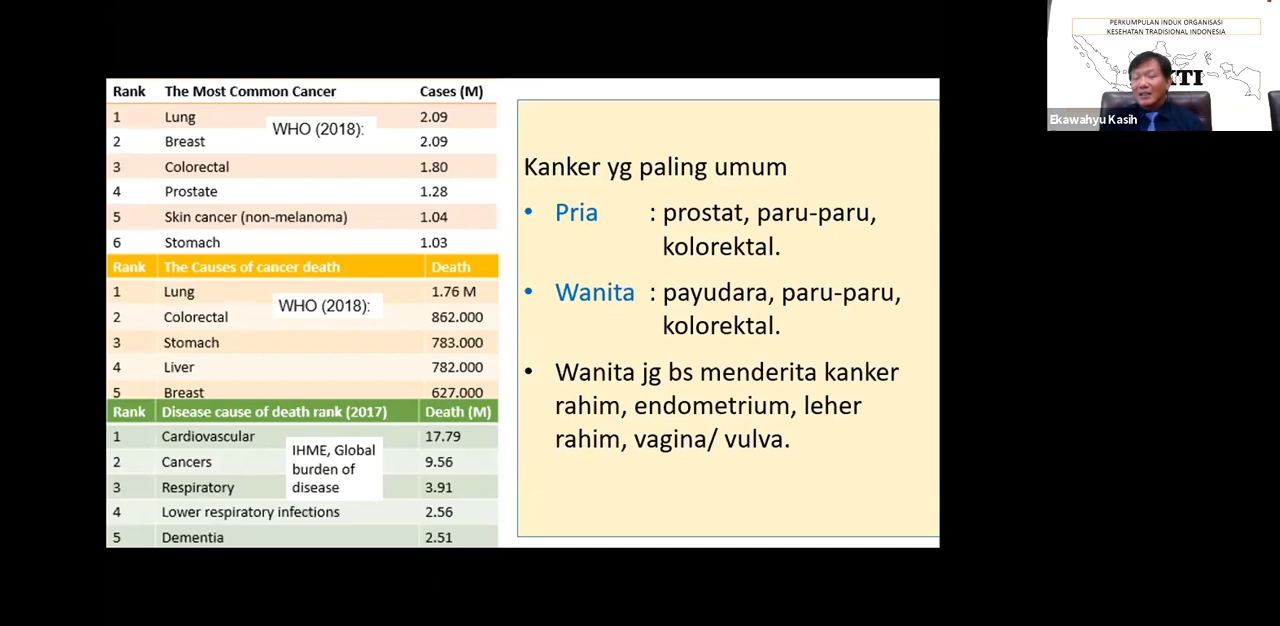 Rank The Most Common Cancer Cases (M)
1 Lung 2.09
WHO (2018):
2 Breast 2.09
3 Colorectal 1.80
4 Prostate 1.28
5 Skin cancer (non-melanoma) 1.04
6 Stomach 1.03
Rank The Causes of cancer death Death
1 Lung 1.76 M
WHO (2018):
2 Colorectal 862.000
3 Stomach 783.000
4 Liver 782.000
5 Breast 627.000
Rank Disease cause of death rank (2017) Death (M)
1 Cardiovascular 17.79
IHME, Global
burden of
disease
2 Cancers 9.56
3 Respiratory 3.91
4 Lower respiratory infections 2.56
5 Dementia 2.51
Kanker yg paling umum
• Pria : prostat, paru-paru,
kolorektal.
• Wanita : payudara, paru-paru,
kolorektal.
• Wanita jg bs menderita kanker
rahim, endometrium, leher
rahim, vagina/ vulva.
PERKUMPULAN INDUK ORGANISASI
KESEHATAN TRADISIONAL INDONESIA
Ekawahyu Kasih